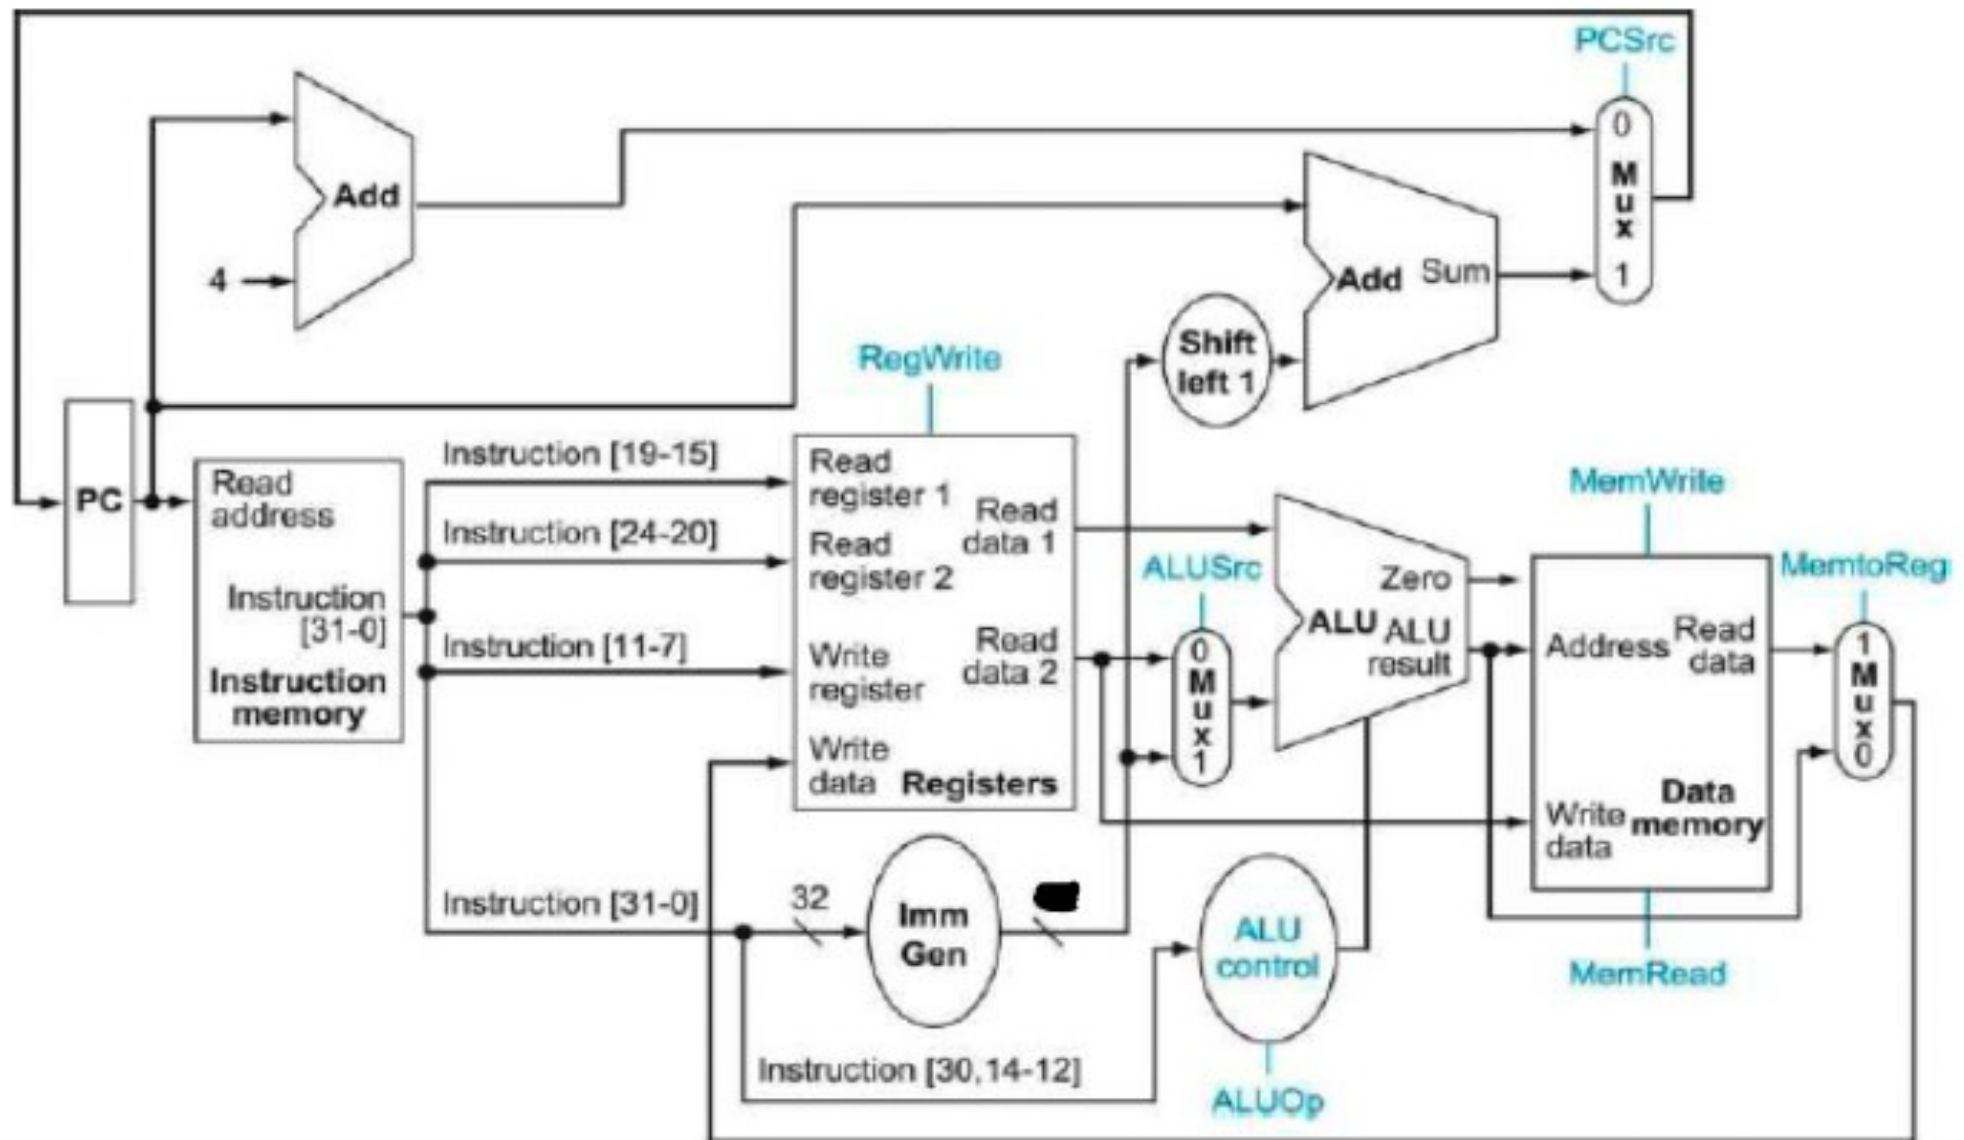 PCSrc
0
Mux
1
Add
4
Add Sum
Shift
left 1
RegWrite
PC
Read
address
Instruction
[31-0]
Instruction
memory
Instruction [19-15]
Instruction [24-20]
Instruction [11-7]
Instruction [31-0]
Read
register 1
Read
register 2
Write
register
Write
data
Registers
Read
data 1
Read
data 2
ALUSrc
0
Mux
1
Zero
ALU
ALU
result
MemWrite
Address
Read
data
Write
data
Data
memory
MemRead
MemtoReg
1
Mux
0
32
Imm
Gen
ALU
control
Instruction [30,14-12]
ALUOp